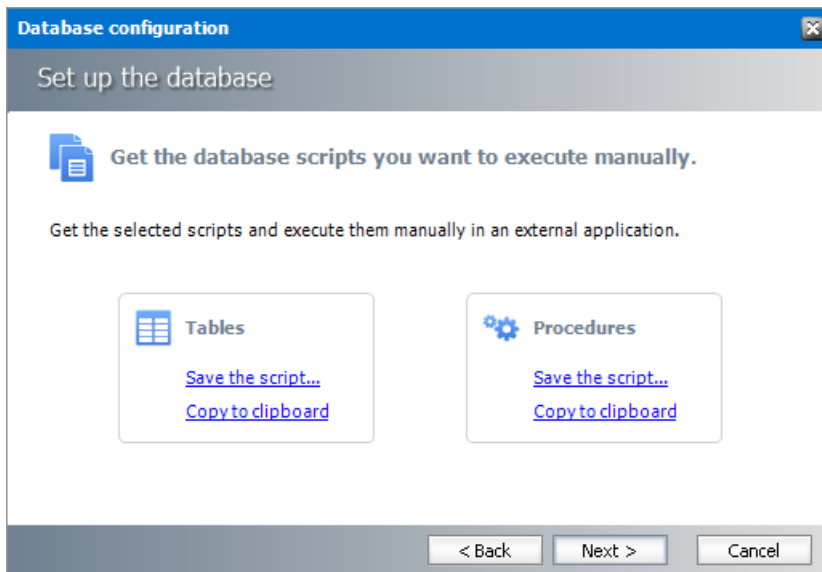 Database configuration
Set up the database
Get the database scripts you want to execute manually.
Get the selected scripts and execute them manually in an external application.
Tables
Save the script...
Copy to clipboard
Procedures
Save the script...
Copy to clipboard
< Back
Next >
Cancel